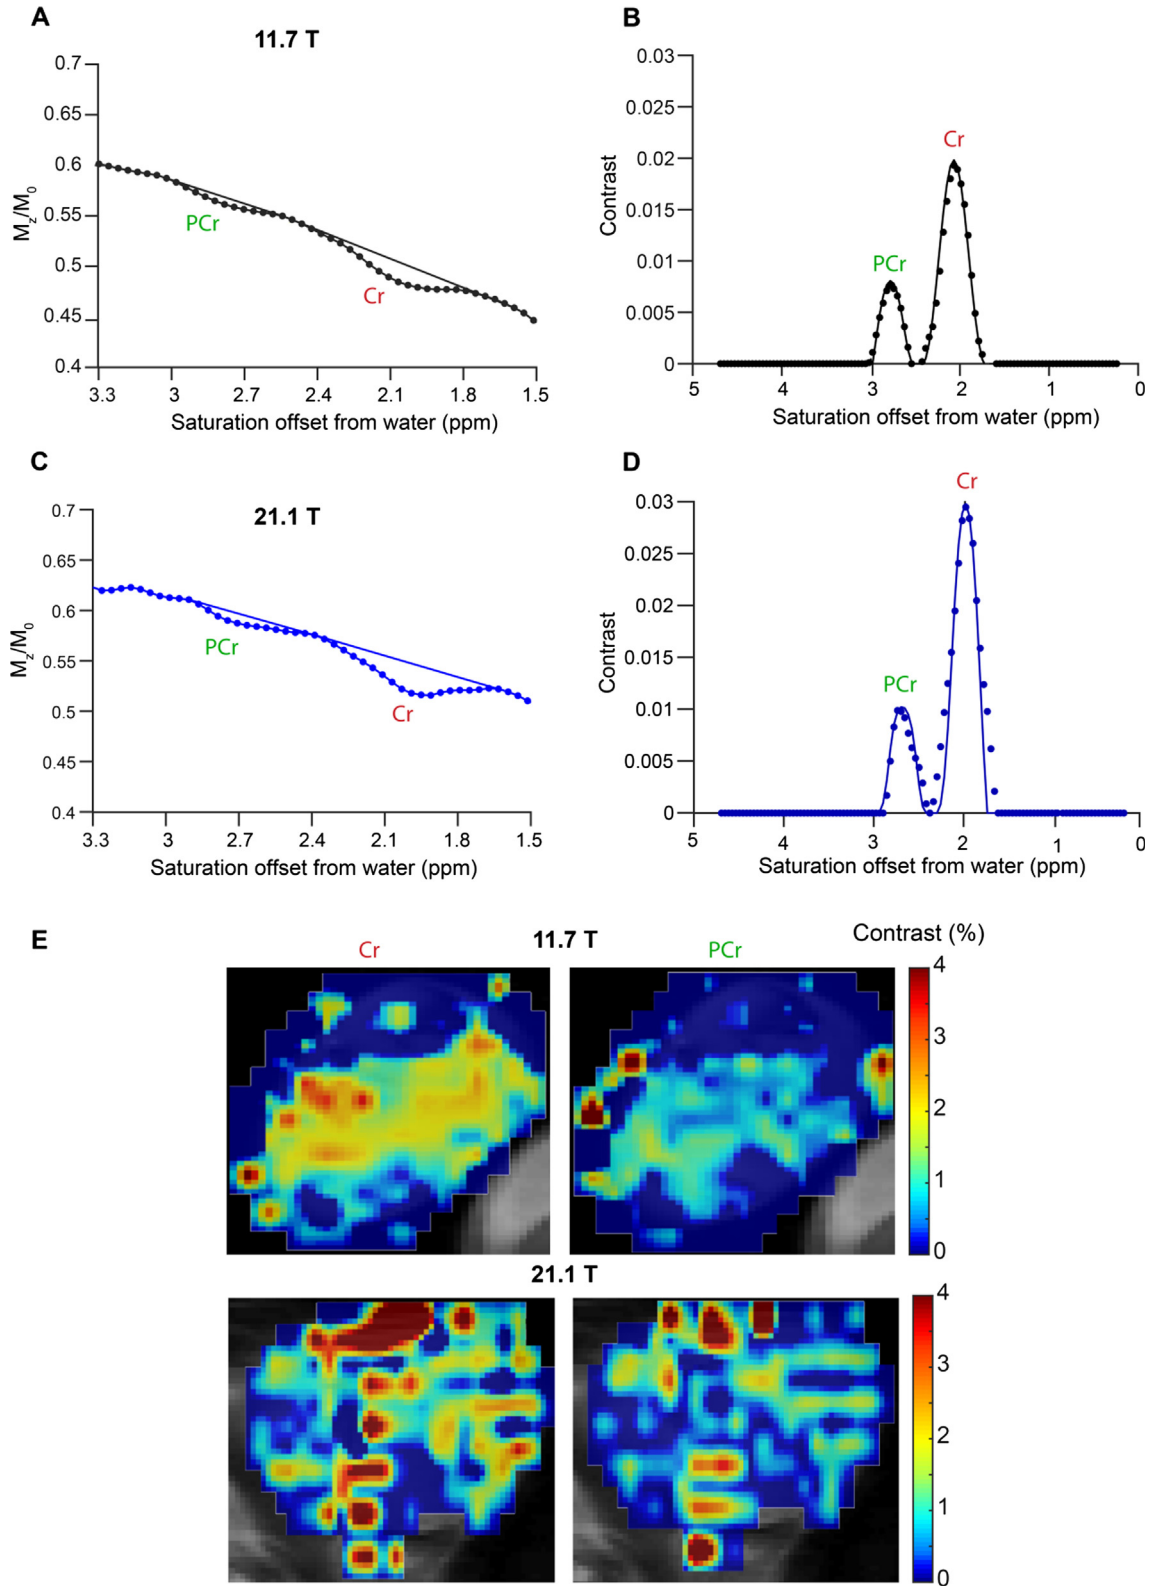 A
11.7 T
0.7
0.65
0.6
0.55
0.5
0.45
0.4
Mz/M0
PCr
Cr
3.3 3 2.7 2.4 2.1 1.8 1.5
Saturation offset from water (ppm)
B
0.03
0.025
0.02
0.015
0.01
0.005
0
Contrast
PCr
Cr
5 4 3 2 1 0
Saturation offset from water (ppm)
C
21.1 T
0.7
0.65
0.6
0.55
0.5
0.45
0.4
Mz/M0
PCr
Cr
3.3 3 2.7 2.4 2.1 1.8 1.5
Saturation offset from water (ppm)
D
0.03
0.025
0.02
0.015
0.01
0.005
0
Contrast
PCr
Cr
5 4 3 2 1 0
Saturation offset from water (ppm)
E
Cr
11.7 T
PCr
Contrast (%)
4
3
2
1
0
21.1 T
4
3
2
1
0